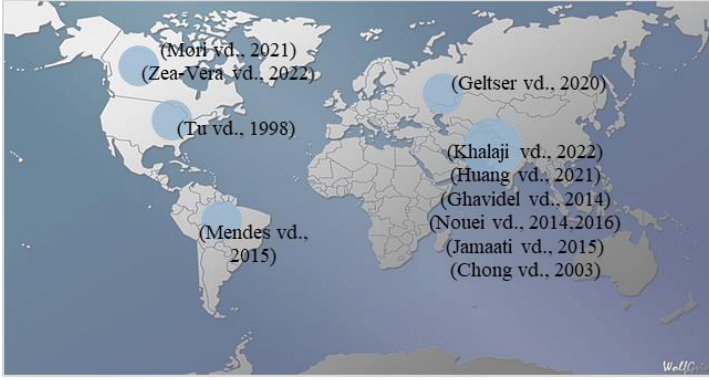 (Mori vd., 2021)
(Zea-Vera vd., 2022)
(Tu vd., 1998)
(Mendes vd.,
2015)
(Geltser vd., 2020)
(Khalaji vd., 2022)
(Huang vd., 2021)
(Ghavidel vd., 2014)
(Nouei vd., 2014,2016)
(Jamaati vd., 2015)
(Chong vd., 2003)